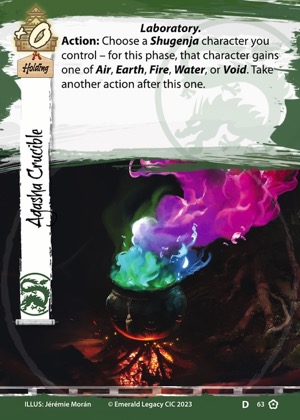 Laboratory.
+0
Action: Choose a Shugenja character you
control – for this phase, that character gains
one of Air, Earth, Fire, Water, or Void. Take
another action after this one.
Holding
Agasha Crucible
ILLUS: Jérémie Morán © Emerald Legacy CIC 2023 D 63